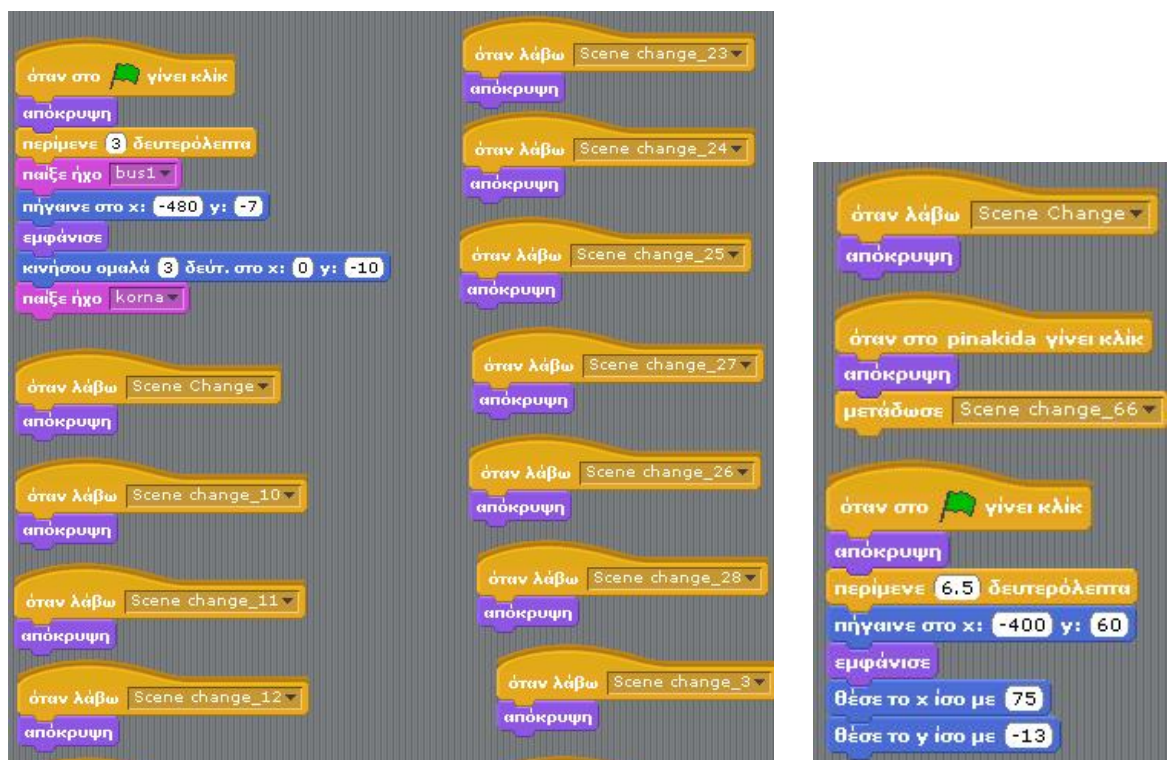 όταν στο γίνει κλίκ
απόκρυψη
περίμενε 3 δευτερόλεπτα
παίξε ήχο bus1
πήγαινε στο x: -480 y: -7
εμφάνισε
κινήσου ομαλά 3 δεύτ. στο x: 0 y: -10
παίξε ήχο korna
όταν λάβω Scene Change
απόκρυψη
όταν λάβω Scene change_10
απόκρυψη
όταν λάβω Scene change_11
απόκρυψη
όταν λάβω Scene change_12
απόκρυψη
όταν λάβω Scene change_23
απόκρυψη
όταν λάβω Scene change_24
απόκρυψη
όταν λάβω Scene change_25
απόκρυψη
όταν λάβω Scene change_27
απόκρυψη
όταν λάβω Scene change_26
απόκρυψη
όταν λάβω Scene change_28
απόκρυψη
όταν λάβω Scene change_3
απόκρυψη
όταν λάβω Scene Change
απόκρυψη
όταν στο pinakida γίνει κλίκ
απόκρυψη
μετάδωσε Scene change_66
όταν στο γίνει κλίκ
απόκρυψη
περίμενε 6.5 δευτερόλεπτα
πήγαινε στο x: -400 y: 60
εμφάνισε
θέσε το x ίσο με 75
θέσε το y ίσο με -13